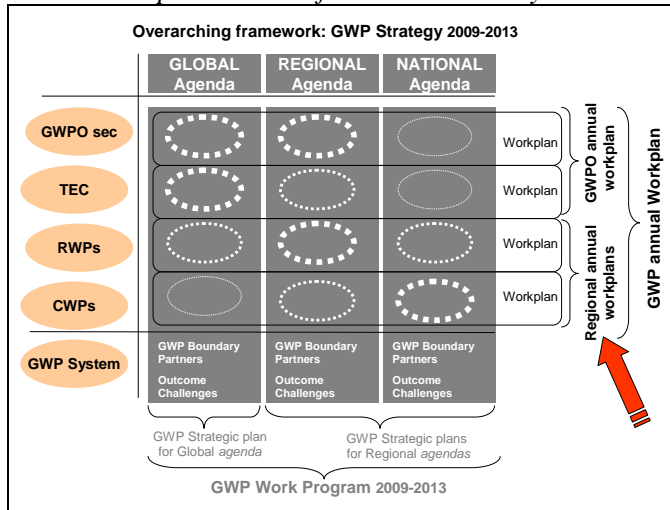 Overarching framework: GWP Strategy 2009-2013
GLOBAL Agenda
REGIONAL Agenda
NATIONAL Agenda
GWPO sec
Workplan
TEC
Workplan
RWPs
Workplan
CWPs
Workplan
GWPO annual workplan
Regional annual workplans
GWP annual Workplan
GWP System
GWP Boundary Partners
Outcome Challenges
GWP Boundary Partners
Outcome Challenges
GWP Boundary Partners
Outcome Challenges
GWP Strategic plan
for Global agenda
GWP Strategic plans
for Regional agendas
GWP Work Program 2009-2013